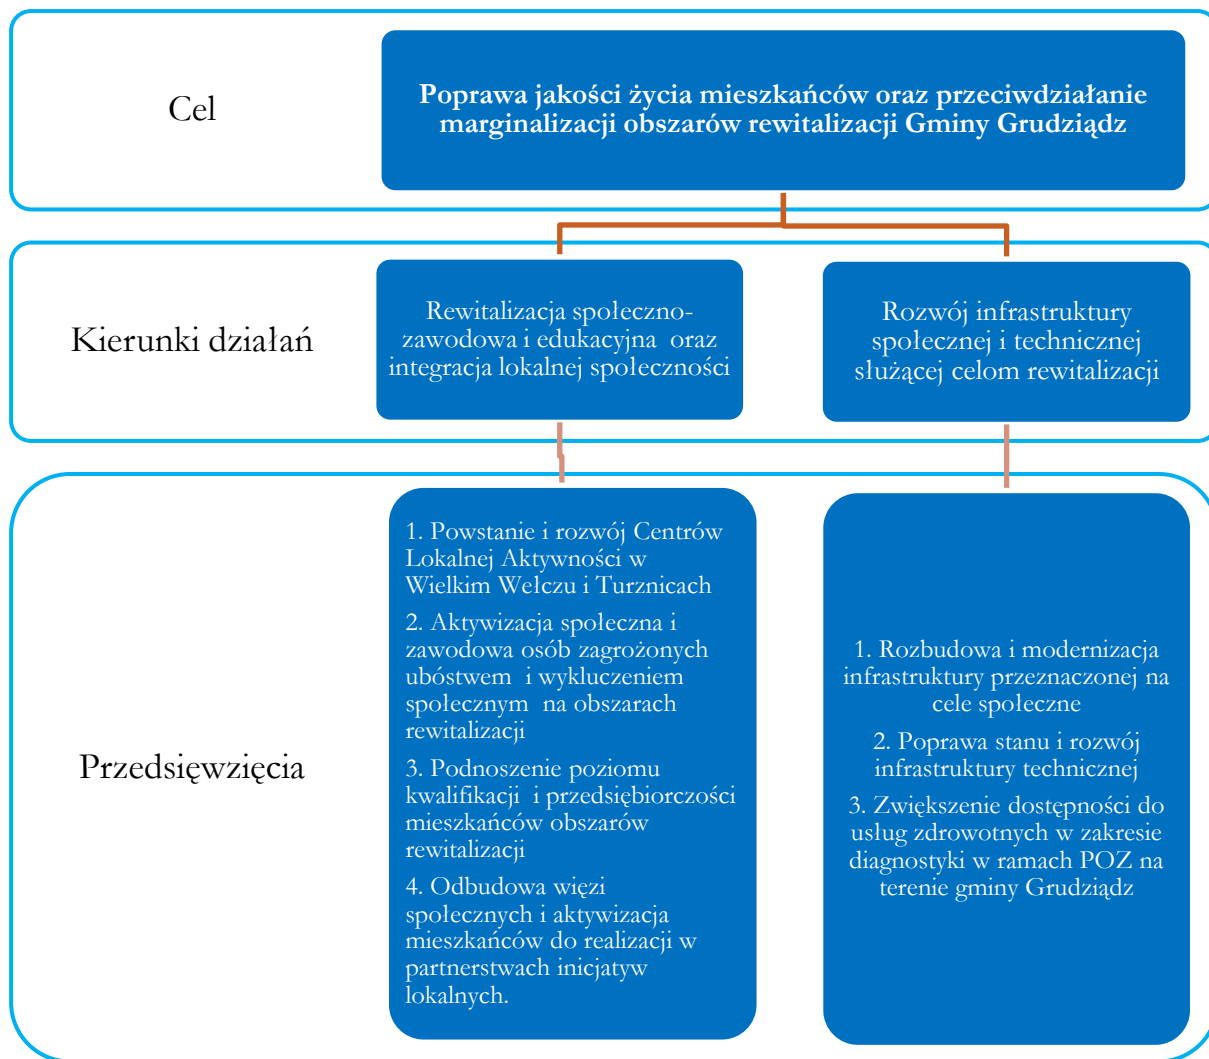 Cel
Poprawa jakości życia mieszkańców oraz przeciwdziałanie
marginalizacji obszarów rewitalizacji Gminy Grudziądz
Kierunki działań
Rewitalizacja społeczno-
zawodowa i edukacyjna oraz
integracja lokalnej społeczności
Rozwój infrastruktury
społecznej i technicznej
służącej celom rewitalizacji
Przedsięwzięcia
1. Powstanie i rozwój Centrów
Lokalnej Aktywności w
Wielkim Wełczu i Turznicach
2. Aktywizacja społeczna i
zawodowa osób zagrożonych
ubóstwem i wykluczeniem
społecznym na obszarach
rewitalizacji
3. Podnoszenie poziomu
kwalifikacji i przedsiębiorczości
mieszkańców obszarów
rewitalizacji
4. Odbudowa więzi
społecznych i aktywizacja
mieszkańców do realizacji w
partnerstwach inicjatyw
lokalnych.
1. Rozbudowa i modernizacja
infrastruktury przeznaczonej na
cele społeczne
2. Poprawa stanu i rozwój
infrastruktury technicznej
3. Zwiększenie dostępności do
usług zdrowotnych w zakresie
diagnostyki w ramach POZ na
terenie gminy Grudziądz